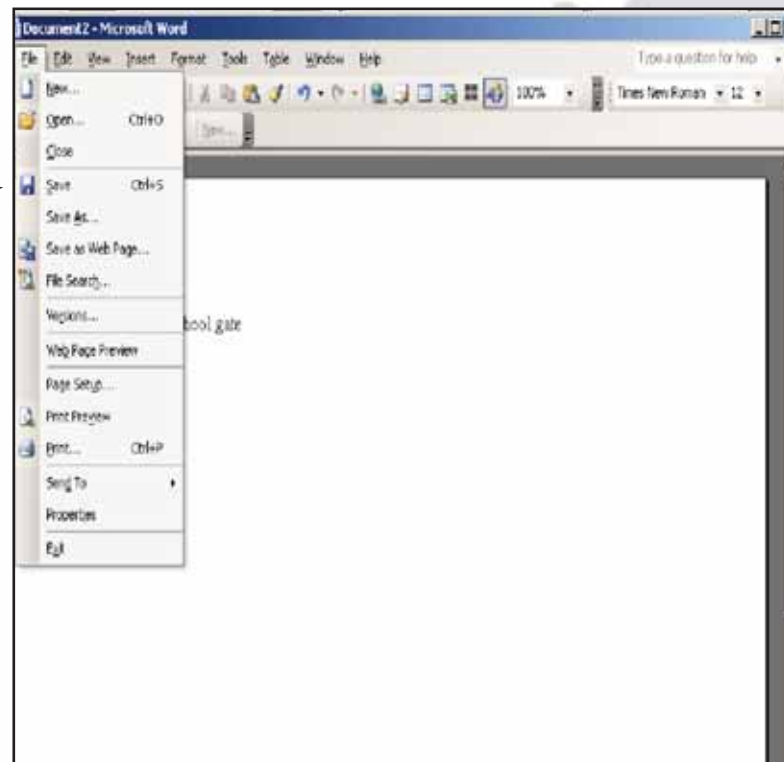 Document2 - Microsoft Word
File Edit View Insert Format Tools Table Window Help Type a question for help
New...
100% Times New Roman 12
Open... Ctrl+O
New...
Close
Save Ctrl+S
Save As...
Save as Web Page...
File Search...
Versions...
hool gate
Web Page Preview
Page Setup...
Print Preview
Print... Ctrl+P
Send To
Properties
Exit